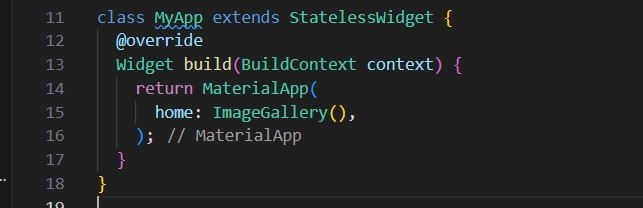 11 class MyApp extends StatelessWidget {
12 @override
13 Widget build(BuildContext context) {
14 return MaterialApp(
15 home: ImageGallery(),
16 ); // MaterialApp
17 }
18 }
19